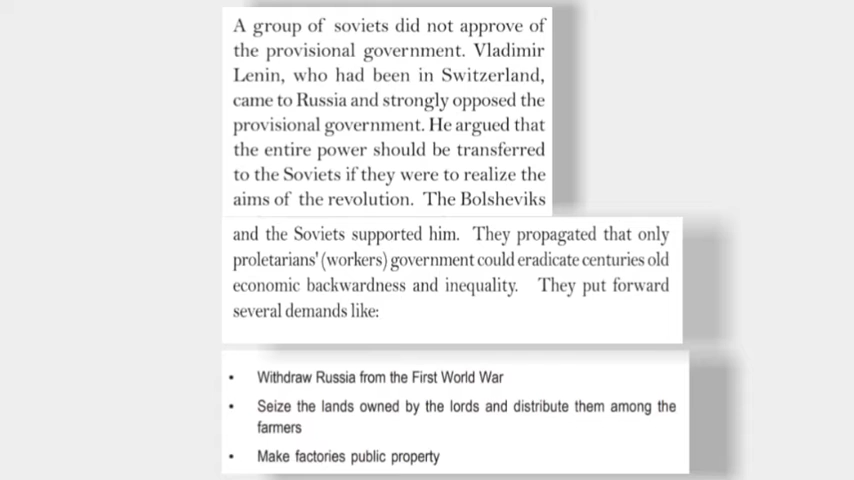 A group of soviets did not approve of
the provisional government. Vladimir
Lenin, who had been in Switzerland,
came to Russia and strongly opposed the
provisional government. He argued that
the entire power should be transferred
to the Soviets if they were to realize the
aims of the revolution. The Bolsheviks
and the Soviets supported him. They propagated that only
proletarians' (workers) government could eradicate centuries old
economic backwardness and inequality. They put forward
several demands like:
• Withdraw Russia from the First World War
• Seize the lands owned by the lords and distribute them among the
farmers
• Make factories public property